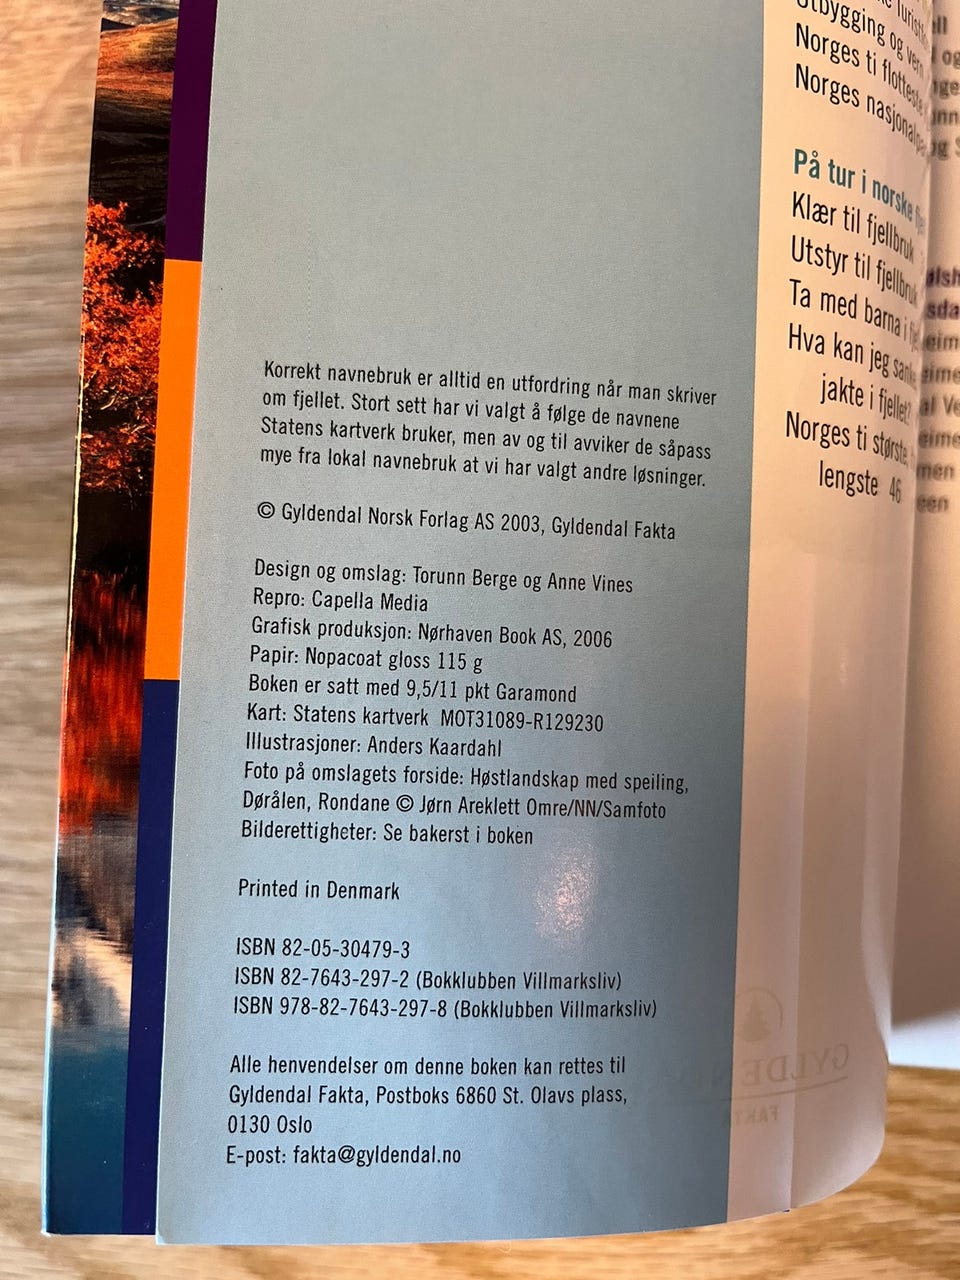 Korrekt navnebruk er alltid en utfordring når man skriver
om fjellet. Stort sett har vi valgt å følge de navnene
Statens kartverk bruker, men av og til avviker de såpass
mye fra lokal navnebruk at vi har valgt andre løsninger.
© Gyldendal Norsk Forlag AS 2003, Gyldendal Fakta
Design og omslag: Torunn Berge og Anne Vines
Repro: Capella Media
Grafisk produksjon: Nørhaven Book AS, 2006
Papir: Nopacoat gloss 115 g
Boken er satt med 9,5/11 pkt Garamond
Kart: Statens kartverk MOT31089-R129230
Illustrasjoner: Anders Kaardahl
Foto på omslagets forside: Høstlandskap med speiling,
Dørålen, Rondane © Jørn Areklett Omre/NN/Samfoto
Bilderettigheter: Se bakerst i boken
Printed in Denmark
ISBN 82-05-30479-3
ISBN 82-7643-297-2 (Bokklubben Villmarksliv)
ISBN 978-82-7643-297-8 (Bokklubben Villmarksliv)
Alle henvendelser om denne boken kan rettes til
Gyldendal Fakta, Postboks 6860 St. Olavs plass,
0130 Oslo
E-post: fakta@gyldendal.no
Utbygging og vern
Norges ti flotteste
Norges
På tur i norske
Klær til fjellbruk
Utstyr til fjellbruk
Ta med barna i
Hva kan jeg
jakte i fjellet?
Norges ti største,
lengste 46